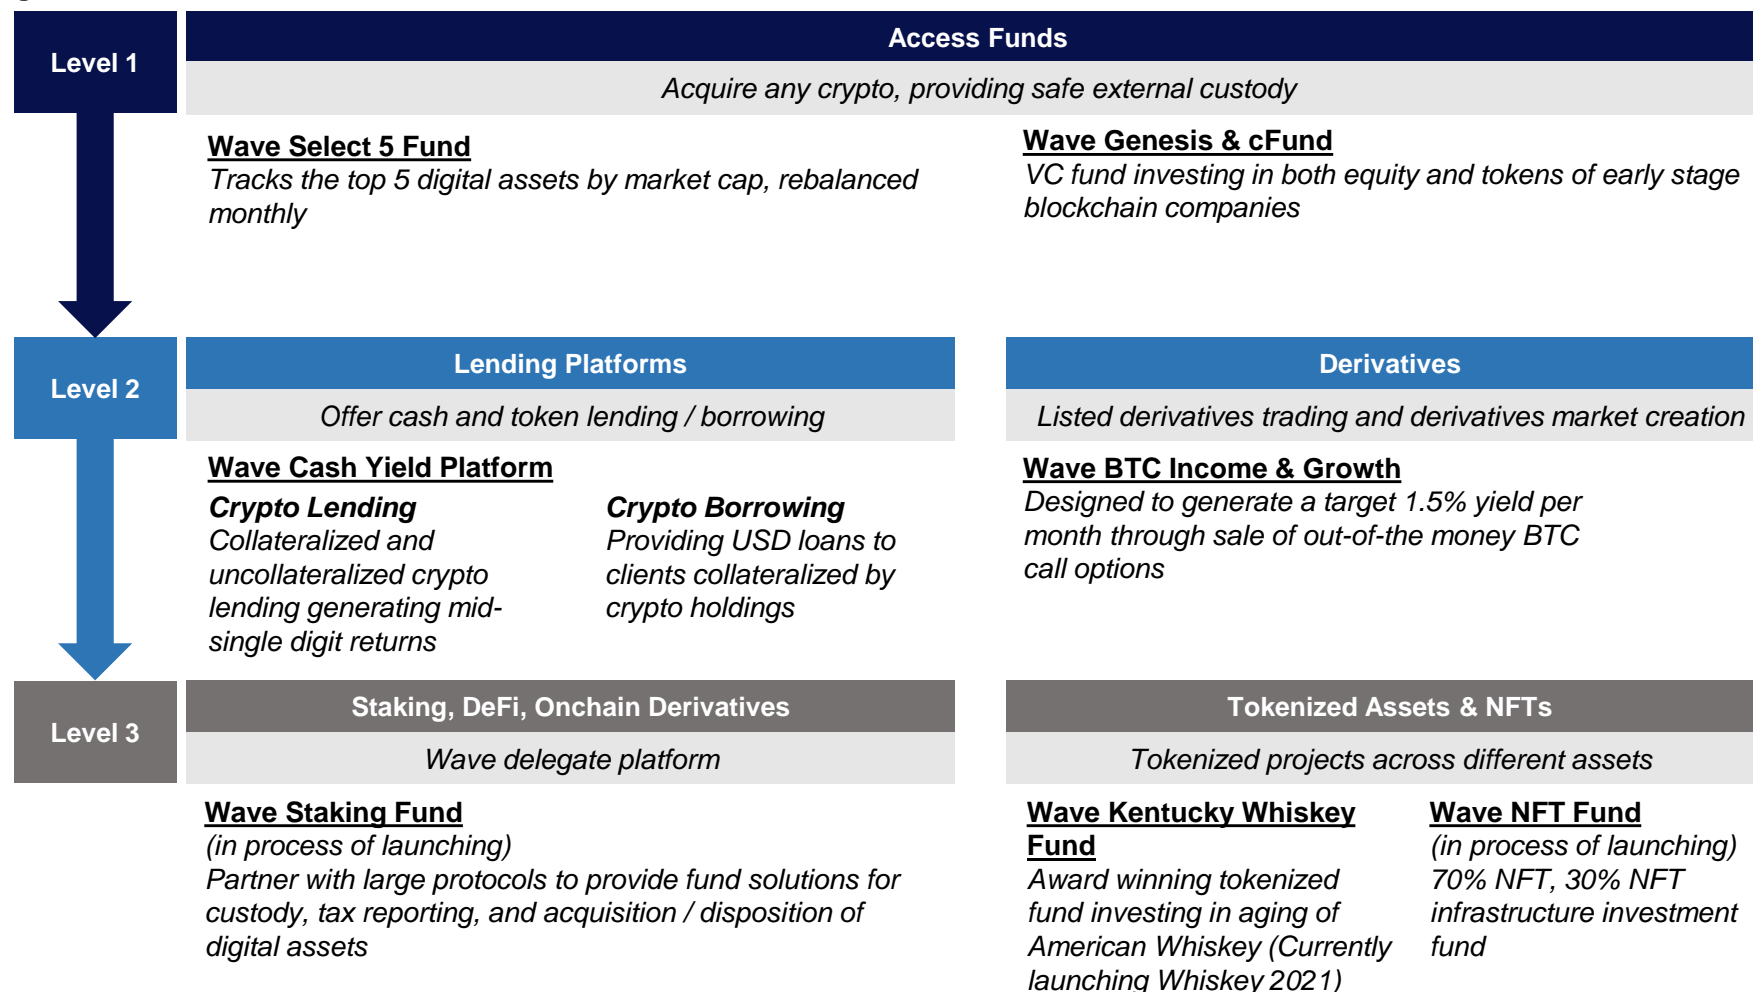 Level 1
Access Funds
Acquire any crypto, providing safe external custody
Wave Select 5 Fund
Tracks the top 5 digital assets by market cap, rebalanced
monthly
Wave Genesis & cFund
VC fund investing in both equity and tokens of early stage
blockchain companies
Level 2
Lending Platforms
Offer cash and token lending / borrowing
Wave Cash Yield Platform
Crypto Lending
Collateralized and
uncollateralized crypto
lending generating mid-
single digit returns
Crypto Borrowing
Providing USD loans to
clients collateralized by
crypto holdings
Derivatives
Listed derivatives trading and derivatives market creation
Wave BTC Income & Growth
Designed to generate a target 1.5% yield per
month through sale of out-of-the money BTC
call options
Level 3
Staking, DeFi, Onchain Derivatives
Wave delegate platform
Wave Staking Fund
(in process of launching)
Partner with large protocols to provide fund solutions for
custody, tax reporting, and acquisition / disposition of
digital assets
Tokenized Assets & NFTs
Tokenized projects across different assets
Wave Kentucky Whiskey
Fund
Award winning tokenized
fund investing in aging of
American Whiskey (Currently
launching Whiskey 2021)
Wave NFT Fund
(in process of launching)
70% NFT, 30% NFT
infrastructure investment
fund